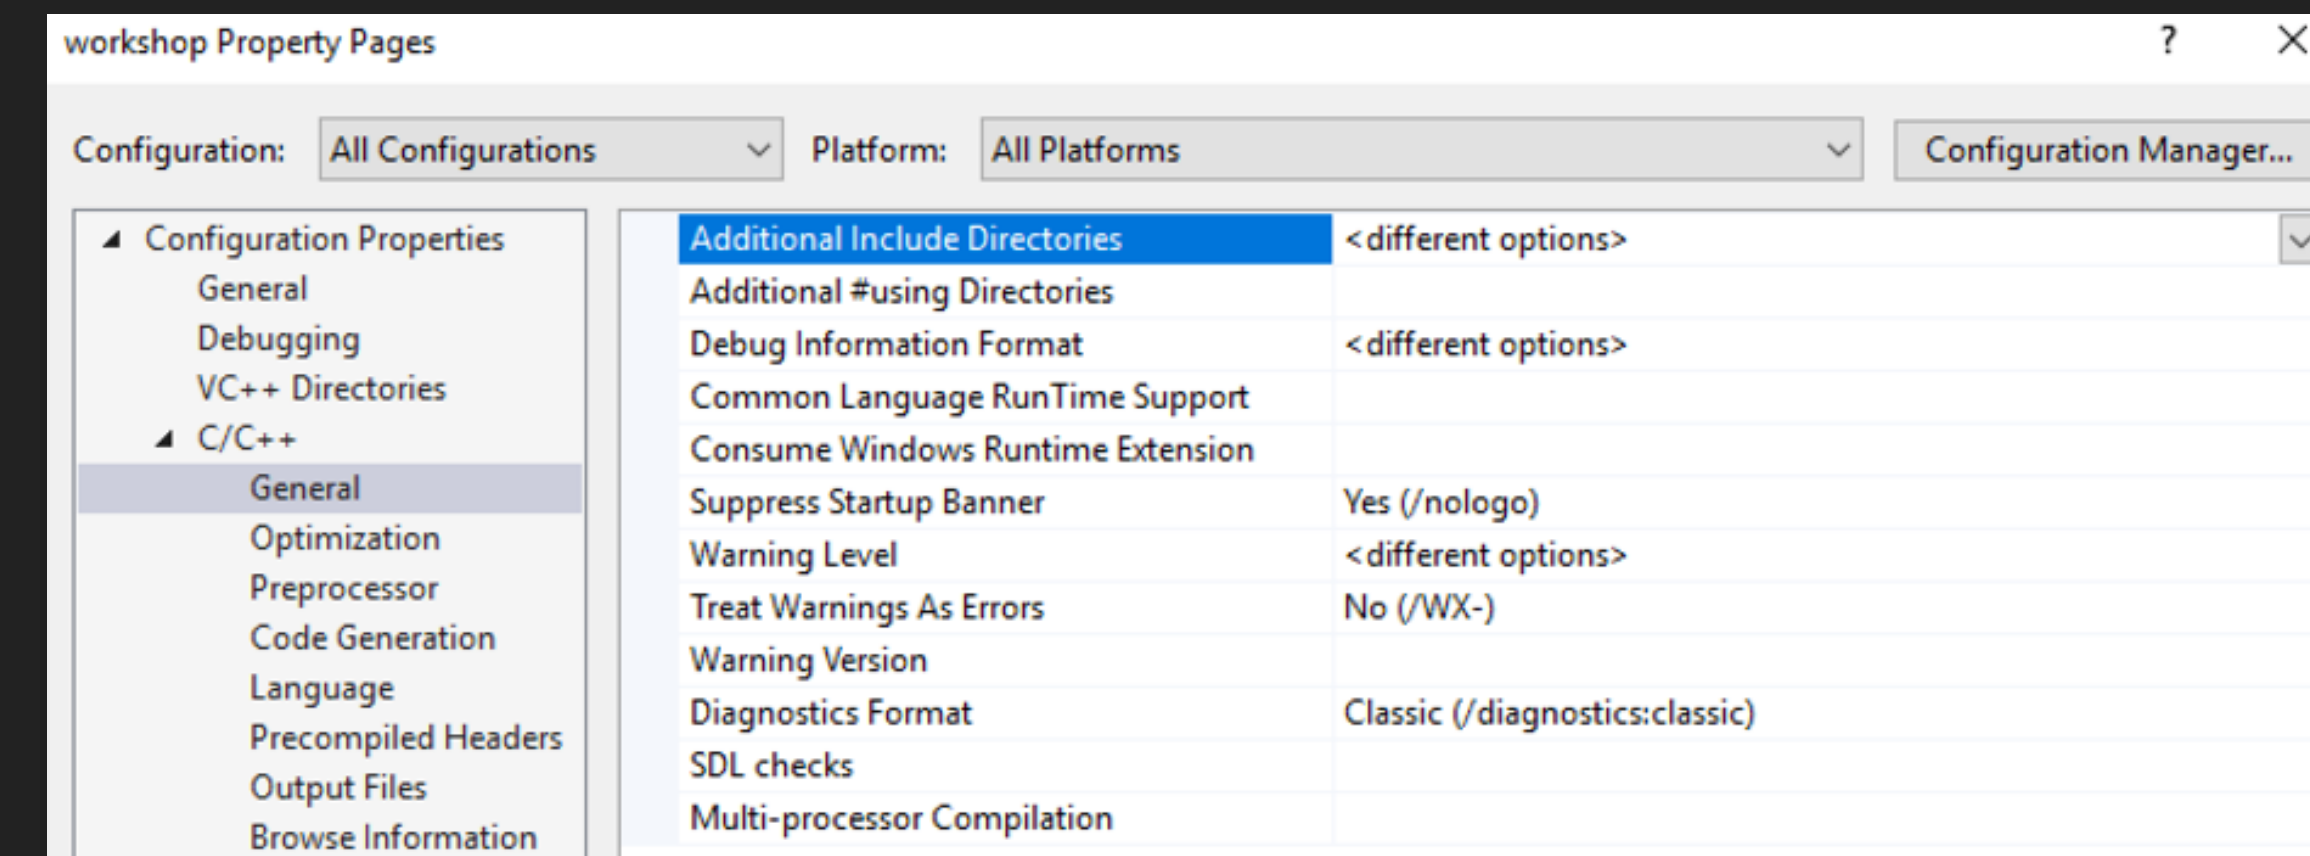 workshop Property Pages
?
Configuration: All Configurations Platform: All Platforms Configuration Manager...
Configuration Properties
General
Debugging
VC++ Directories
C/C++
General
Optimization
Preprocessor
Code Generation
Language
Precompiled Headers
Output Files
Browse Information
Additional Include Directories <different options>
Additional #using Directories
Debug Information Format <different options>
Common Language RunTime Support
Consume Windows Runtime Extension
Suppress Startup Banner Yes (/nologo)
Warning Level <different options>
Treat Warnings As Errors No (/WX-)
Warning Version
Diagnostics Format Classic (/diagnostics:classic)
SDL checks
Multi-processor Compilation